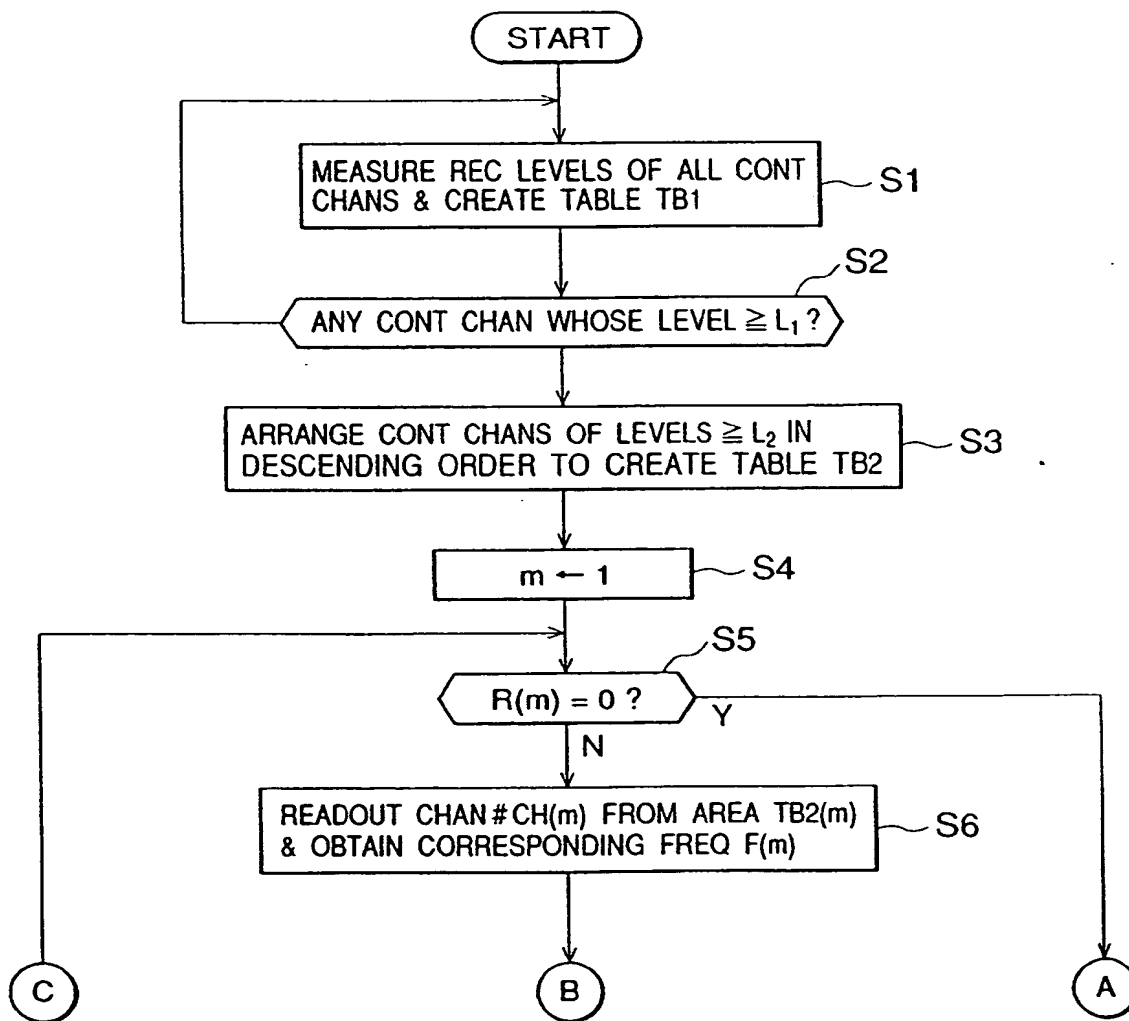 START
MEASURE REC LEVELS OF ALL CONT
CHANS & CREATE TABLE TB1
S1
S2
ANY CONT CHAN WHOSE LEVEL ≧ L₁ ?
ARRANGE CONT CHANS OF LEVELS ≧ L₂ IN
DESCENDING ORDER TO CREATE TABLE TB2
S3
m ← 1
S4
S5
R(m) = 0 ?
Y
N
READOUT CHAN # CH(m) FROM AREA TB2(m)
& OBTAIN CORRESPONDING FREQ F(m)
S6
C
B
A